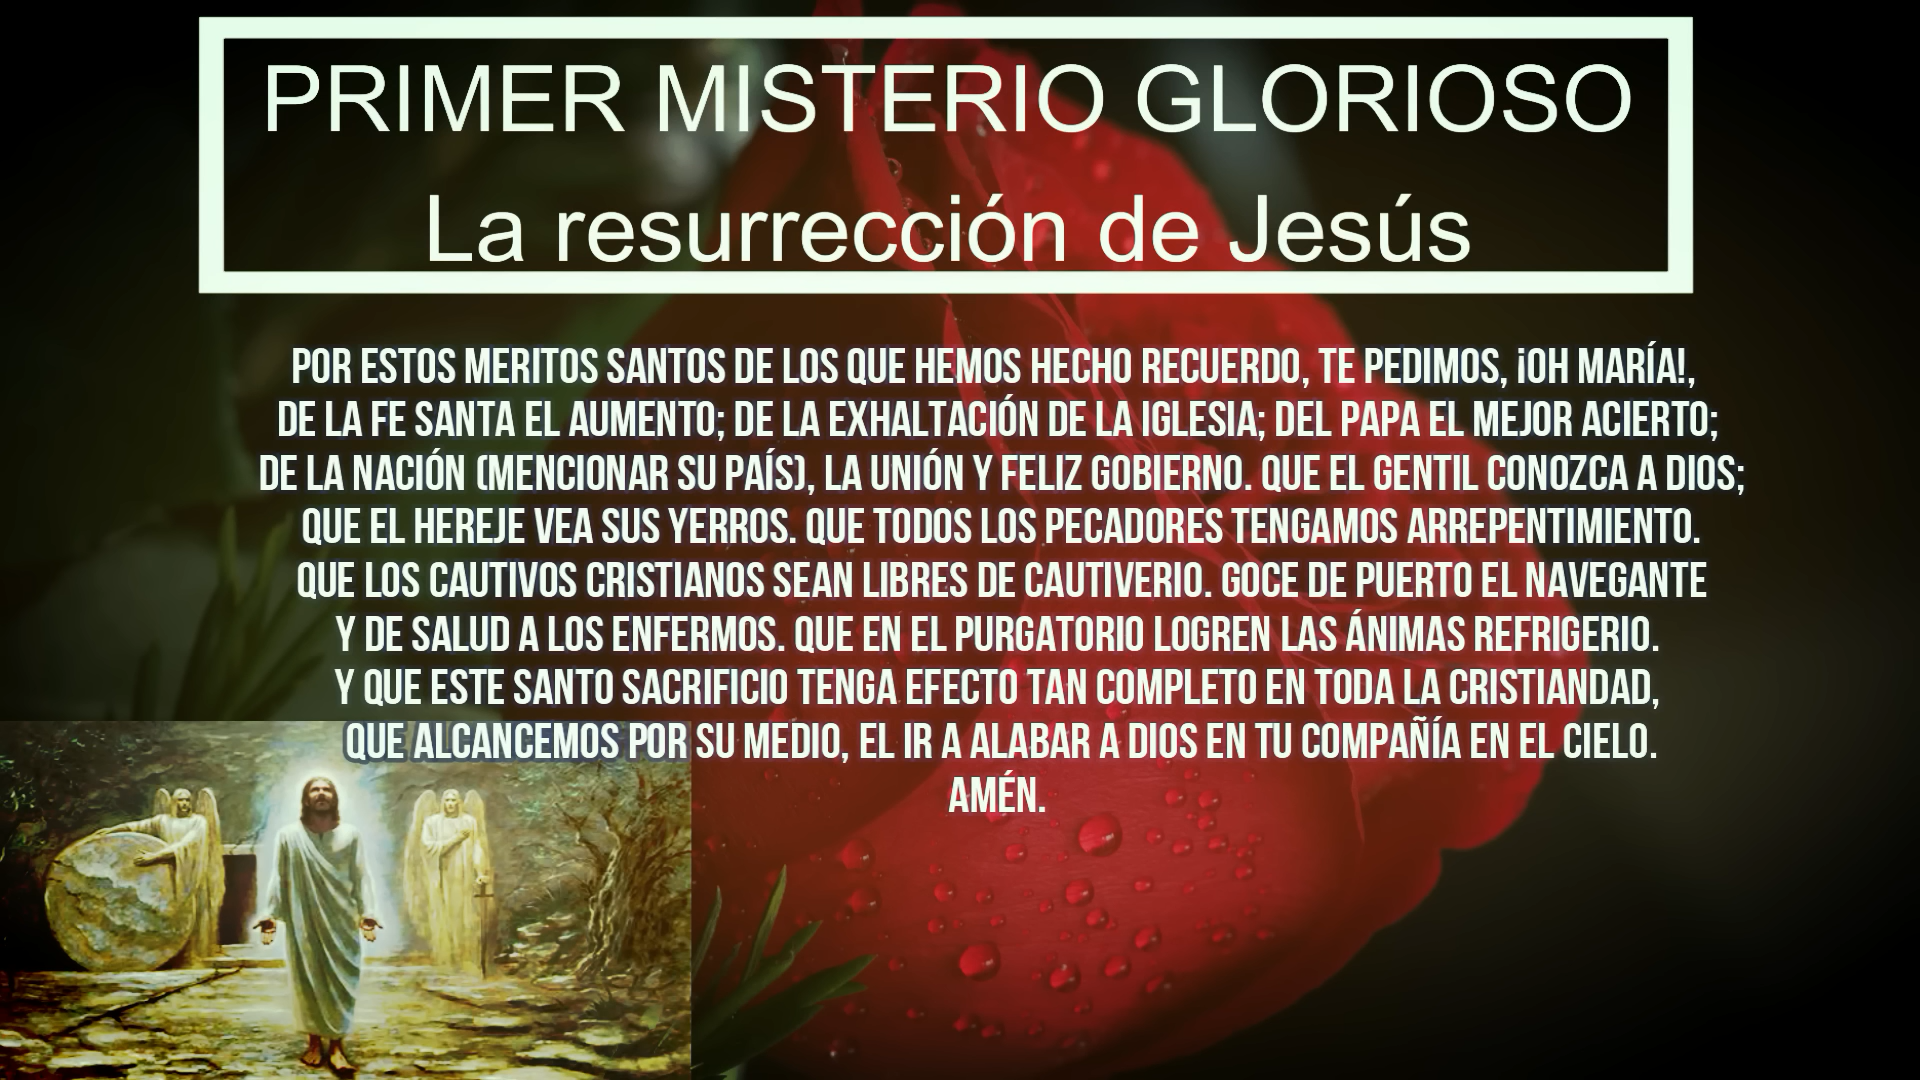 PRIMER MISTERIO GLORIOSO
La resurrección de Jesús
POR ESTOS MERITOS SANTOS DE LOS QUE HEMOS HECHO RECUERDO, TE PEDIMOS, ¡OH MARÍA!,
DE LA FE SANTA EL AUMENTO; DE LA EXHALTACIÓN DE LA IGLESIA; DEL PAPA EL MEJOR ACIERTO;
DE LA NACIÓN (MENCIONAR SU PAÍS), LA UNIÓN Y FELIZ GOBIERNO. QUE EL GENTIL CONOZCA A DIOS;
QUE EL HEREJE VEA SUS YERROS. QUE TODOS LOS PECADORES TENGAMOS ARREPENTIMIENTO.
QUE LOS CAUTIVOS CRISTIANOS SEAN LIBRES DE CAUTIVERIO. GOCE DE PUERTO EL NAVEGANTE
Y DE SALUD A LOS ENFERMOS. QUE EN EL PURGATORIO LOGREN LAS ÁNIMAS REFRIGERIO.
Y QUE ESTE SANTO SACRIFICIO TENGA EFECTO TAN COMPLETO EN TODA LA CRISTIANDAD,
QUE ALCANCEMOS POR SU MEDIO, EL IR A ALABAR A DIOS EN TU COMPAÑÍA EN EL CIELO.
AMÉN.